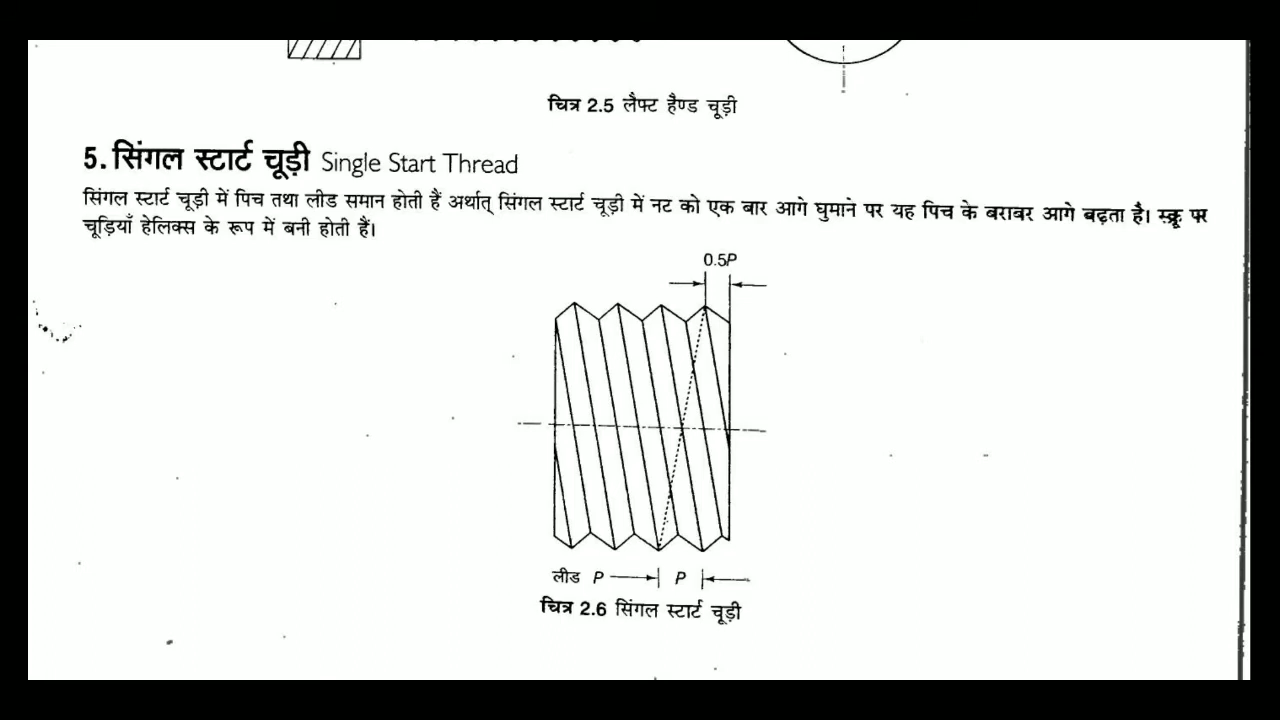 चित्र 2.5 लैफ्ट हैण्ड चूड़ी
5. सिंगल स्टार्ट चूड़ी Single Start Thread
सिंगल स्टार्ट चूड़ी में पिच तथा लीड समान होती हैं अर्थात् सिंगल स्टार्ट चूड़ी में नट को एक बार आगे घुमाने पर यह पिच के बराबर आगे बढ़ता है। स्क्रू पर
चूड़ियाँ हेलिक्स के रूप में बनी होती हैं।
0.5P
लीड P P
चित्र 2.6 सिंगल स्टार्ट चूड़ी